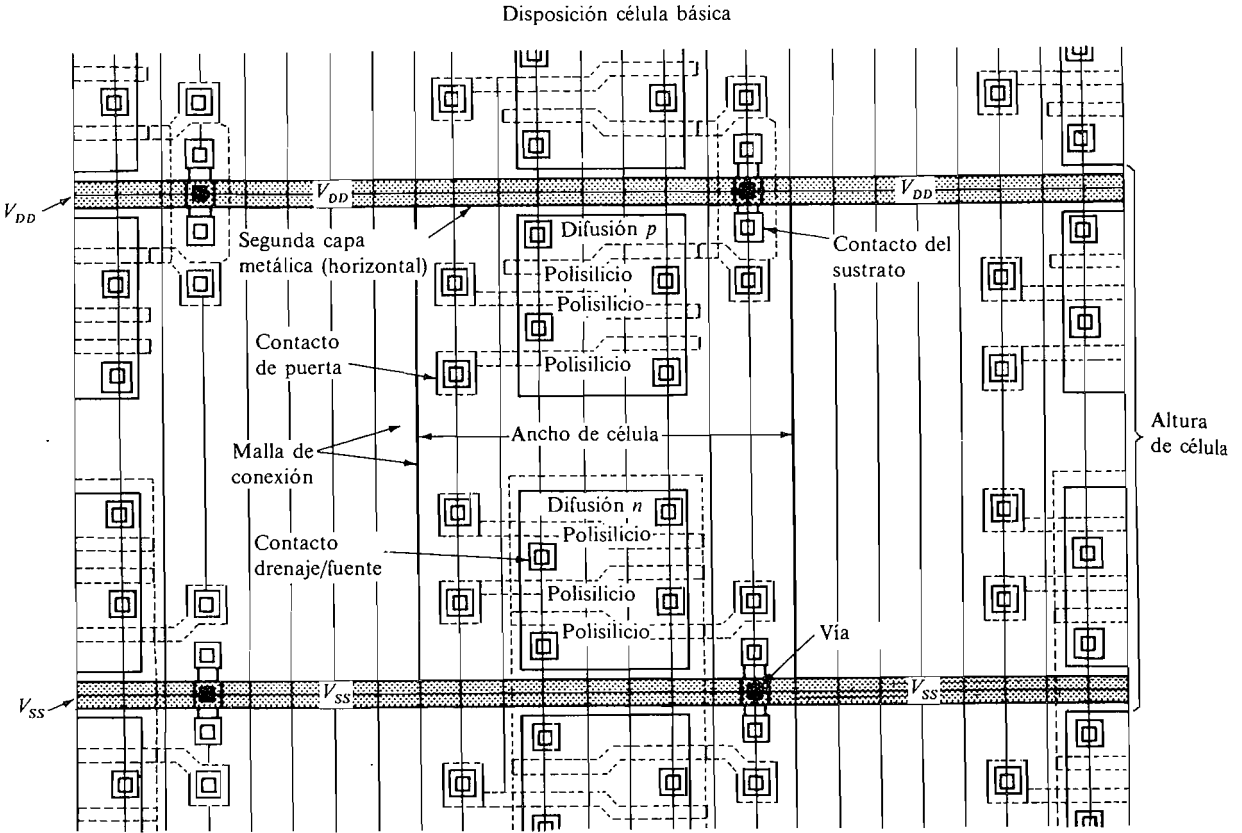 Disposición célula básica
V_DD
V_DD
V_DD
V_DD
Segunda capa
metálica (horizontal)
Difusión p
Polisilicio
Polisilicio
Polisilicio
Contacto del
sustrato
Contacto
de puerta
Ancho de célula
Malla de
conexión
Altura
de célula
Difusión n
Polisilicio
Polisilicio
Polisilicio
Contacto
drenaje/fuente
Vía
V_SS
V_SS
V_SS